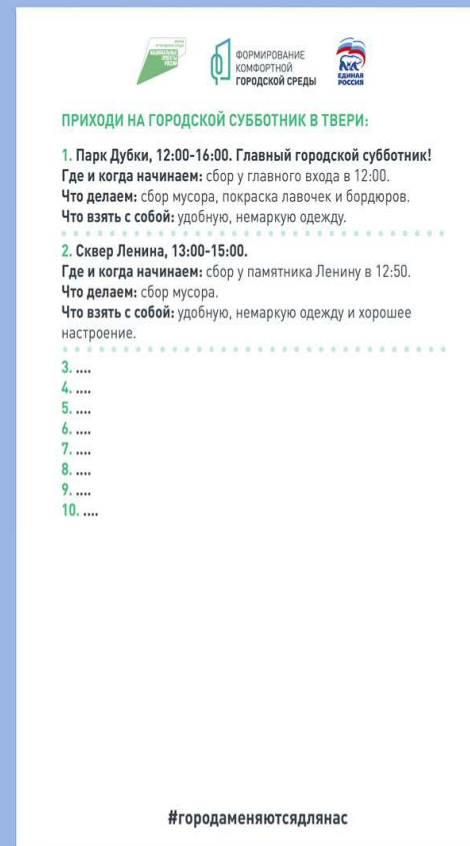 НАЦИОНАЛЬНЫЕ
ПРОЕКТЫ
РОССИИ
ФОРМИРОВАНИЕ
КОМФОРТНОЙ
ГОРОДСКОЙ СРЕДЫ
ЕДИНАЯ
РОССИЯ
ПРИХОДИ НА ГОРОДСКОЙ СУББОТНИК В ТВЕРИ:
1. Парк Дубки, 12:00-16:00. Главный городской субботник!
Где и когда начинаем: сбор у главного входа в 12:00.
Что делаем: сбор мусора, покраска лавочек и бордюров.
Что взять с собой: удобную, немаркую одежду.
2. Сквер Ленина, 13:00-15:00.
Где и когда начинаем: сбор у памятника Ленину в 12:50.
Что делаем: сбор мусора.
Что взять с собой: удобную, немаркую одежду и хорошее
настроение.
3. ....
4. ....
5. ....
6. ....
7. ....
8. ....
9. ....
10. ....
#городаменяютсядлянас